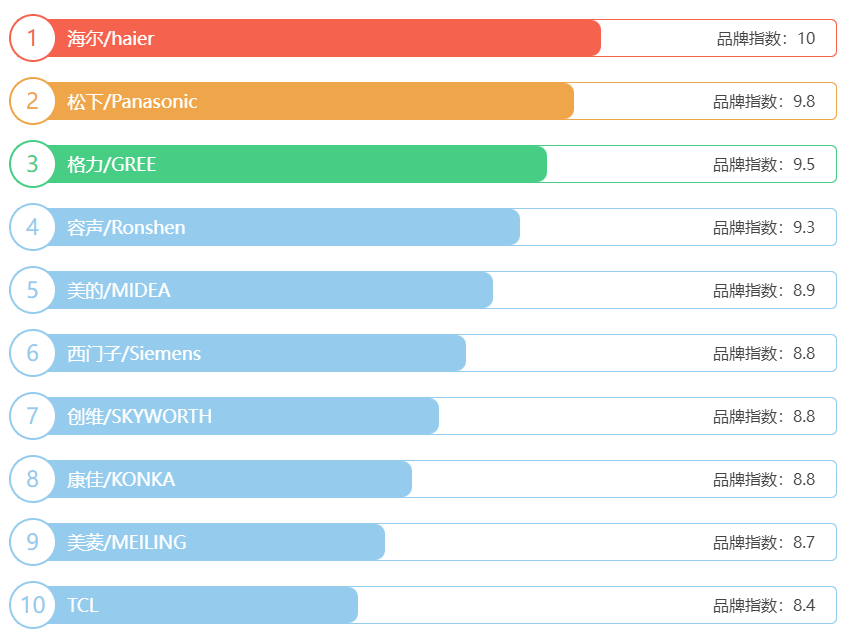 1 海尔/haier 品牌指数：10
2 松下/Panasonic 品牌指数：9.8
3 格力/GREE 品牌指数：9.5
4 容声/Ronshen 品牌指数：9.3
5 美的/MIDEA 品牌指数：8.9
6 西门子/Siemens 品牌指数：8.8
7 创维/SKYWORTH 品牌指数：8.8
8 康佳/KONKA 品牌指数：8.8
9 美菱/MEILING 品牌指数：8.7
10 TCL 品牌指数：8.4